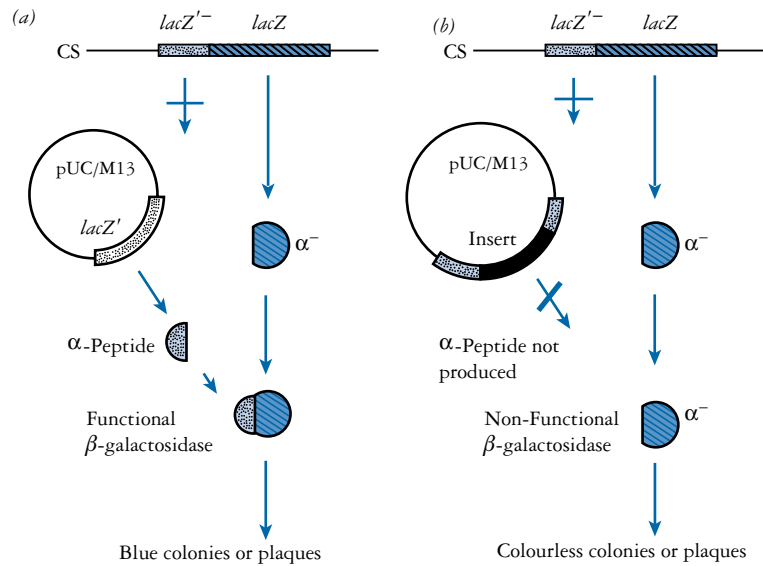 (a)
lacZ'⁻ lacZ
CS
pUC/M13
lacZ'
α⁻
α-Peptide
Functional
β-galactosidase
Blue colonies or plaques
(b)
lacZ'⁻ lacZ
CS
pUC/M13
Insert
α⁻
α-Peptide not
produced
Non-Functional
β-galactosidase
α⁻
Colourless colonies or plaques